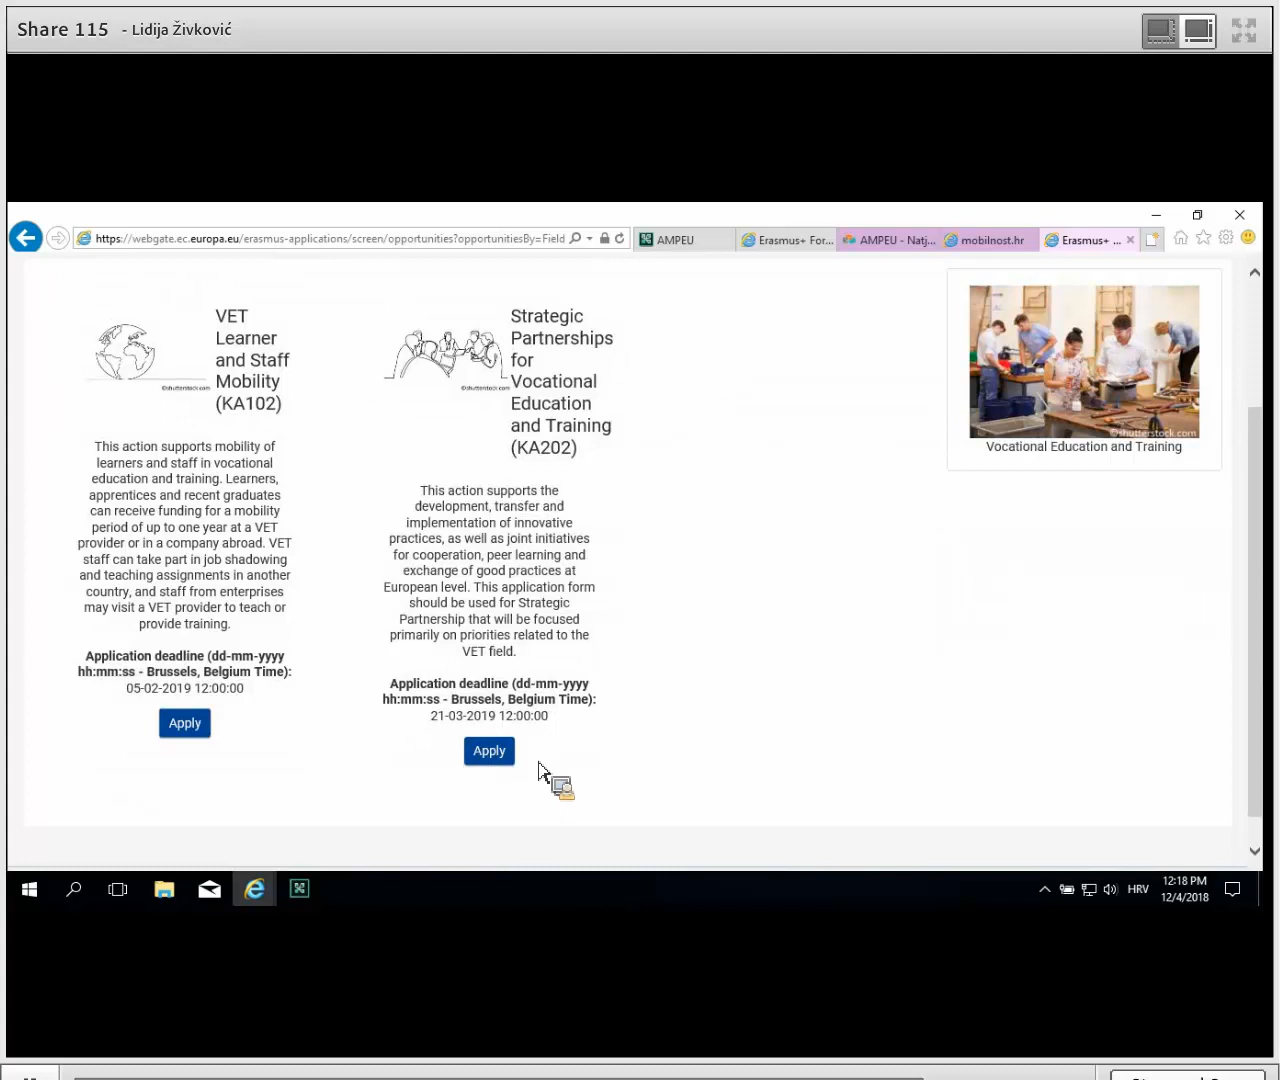 Share 115 - Lidija Živković
https://webgate.ec.europa.eu/erasmus-applications/screen/opportunities?opportunitiesBy=Field
AMPEU
Erasmus+ For...
AMPEU - Natj...
mobilnost.hr
Erasmus+ ...
VET
Learner
and Staff
Mobility
(KA102)
©shutterstock.com
This action supports mobility of
learners and staff in vocational
education and training. Learners,
apprentices and recent graduates
can receive funding for a mobility
period of up to one year at a VET
provider or in a company abroad. VET
staff can take part in job shadowing
and teaching assignments in another
country, and staff from enterprises
may visit a VET provider to teach or
provide training.
Application deadline (dd-mm-yyyy
hh:mm:ss - Brussels, Belgium Time):
05-02-2019 12:00:00
Apply
Strategic
Partnerships
for
Vocational
Education
and Training
(KA202)
©shutterstock.com
This action supports the
development, transfer and
implementation of innovative
practices, as well as joint initiatives
for cooperation, peer learning and
exchange of good practices at
European level. This application form
should be used for Strategic
Partnership that will be focused
primarily on priorities related to the
VET field.
Application deadline (dd-mm-yyyy
hh:mm:ss - Brussels, Belgium Time):
21-03-2019 12:00:00
Apply
©shutterstock.com
Vocational Education and Training
HRV
12:18 PM
12/4/2018